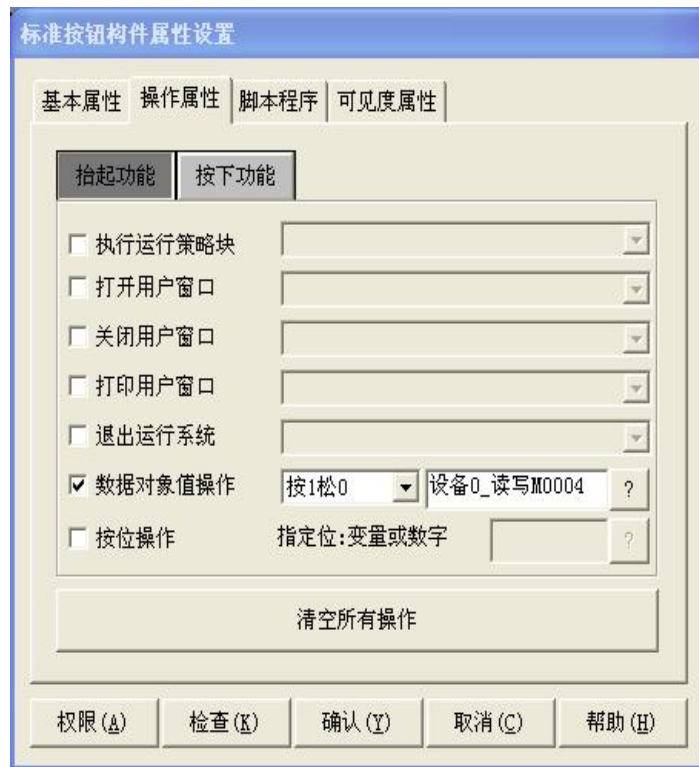 标准按钮构件属性设置
基本属性 操作属性 脚本程序 可见度属性
抬起功能 按下功能
执行运行策略块
打开用户窗口
关闭用户窗口
打印用户窗口
退出运行系统
数据对象值操作 按1松0 设备0_读写M0004 ?
按位操作 指定位:变量或数字 ?
清空所有操作
权限(A) 检查(K) 确认(Y) 取消(C) 帮助(H)